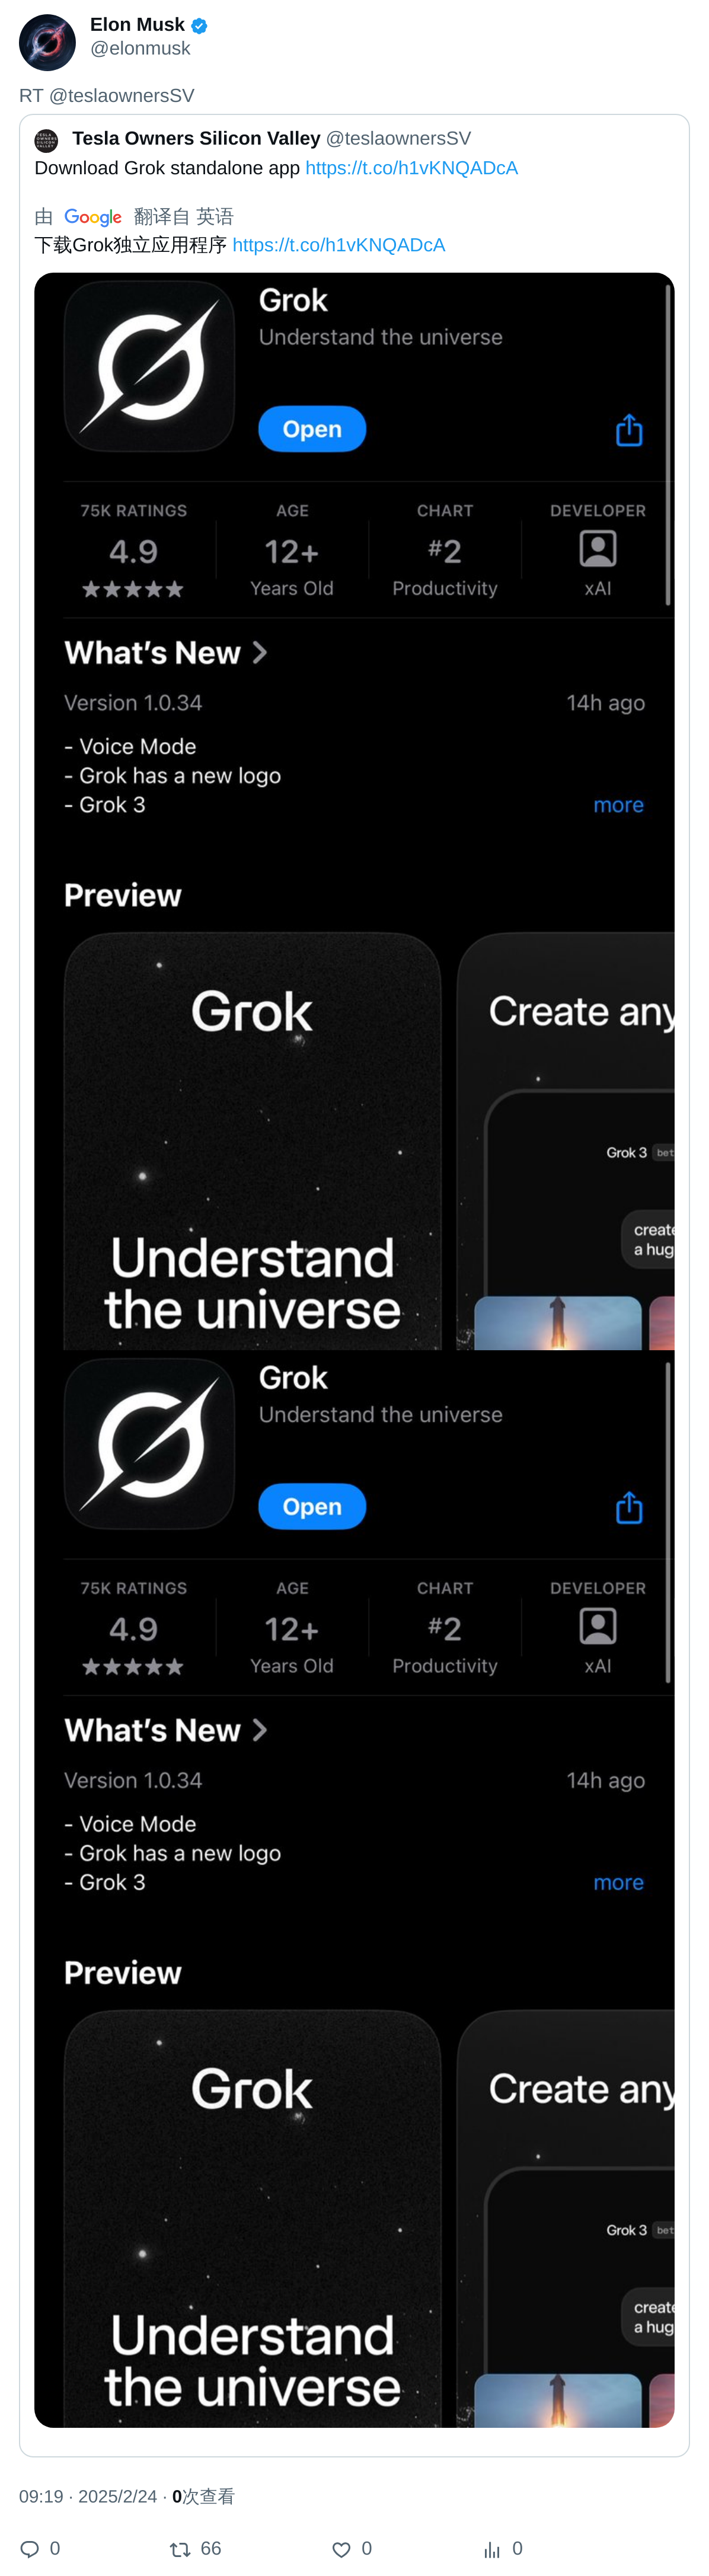 Elon Musk
@elonmusk
RT @teslaownersSV
Tesla Owners Silicon Valley @teslaownersSV
Download Grok standalone app https://t.co/h1vKNQADcA
由 Google 翻译自 英语
下载Grok独立应用程序 https://t.co/h1vKNQADcA
Grok
Understand the universe
Open
75K RATINGS AGE CHART DEVELOPER
4.9 12+ #2
Years Old Productivity xAI
What's New
Version 1.0.34 14h ago
- Voice Mode
- Grok has a new logo
- Grok 3 more
Preview
Grok Create any
Grok 3 bet
create
a hug
Understand
the universe
Grok
Understand the universe
Open
75K RATINGS AGE CHART DEVELOPER
4.9 12+ #2
Years Old Productivity xAI
What's New
Version 1.0.34 14h ago
- Voice Mode
- Grok has a new logo
- Grok 3 more
Preview
Grok Create any
Grok 3 bet
create
a hug
Understand
the universe
09:19 · 2025/2/24 · 0次查看
0 66 0 0